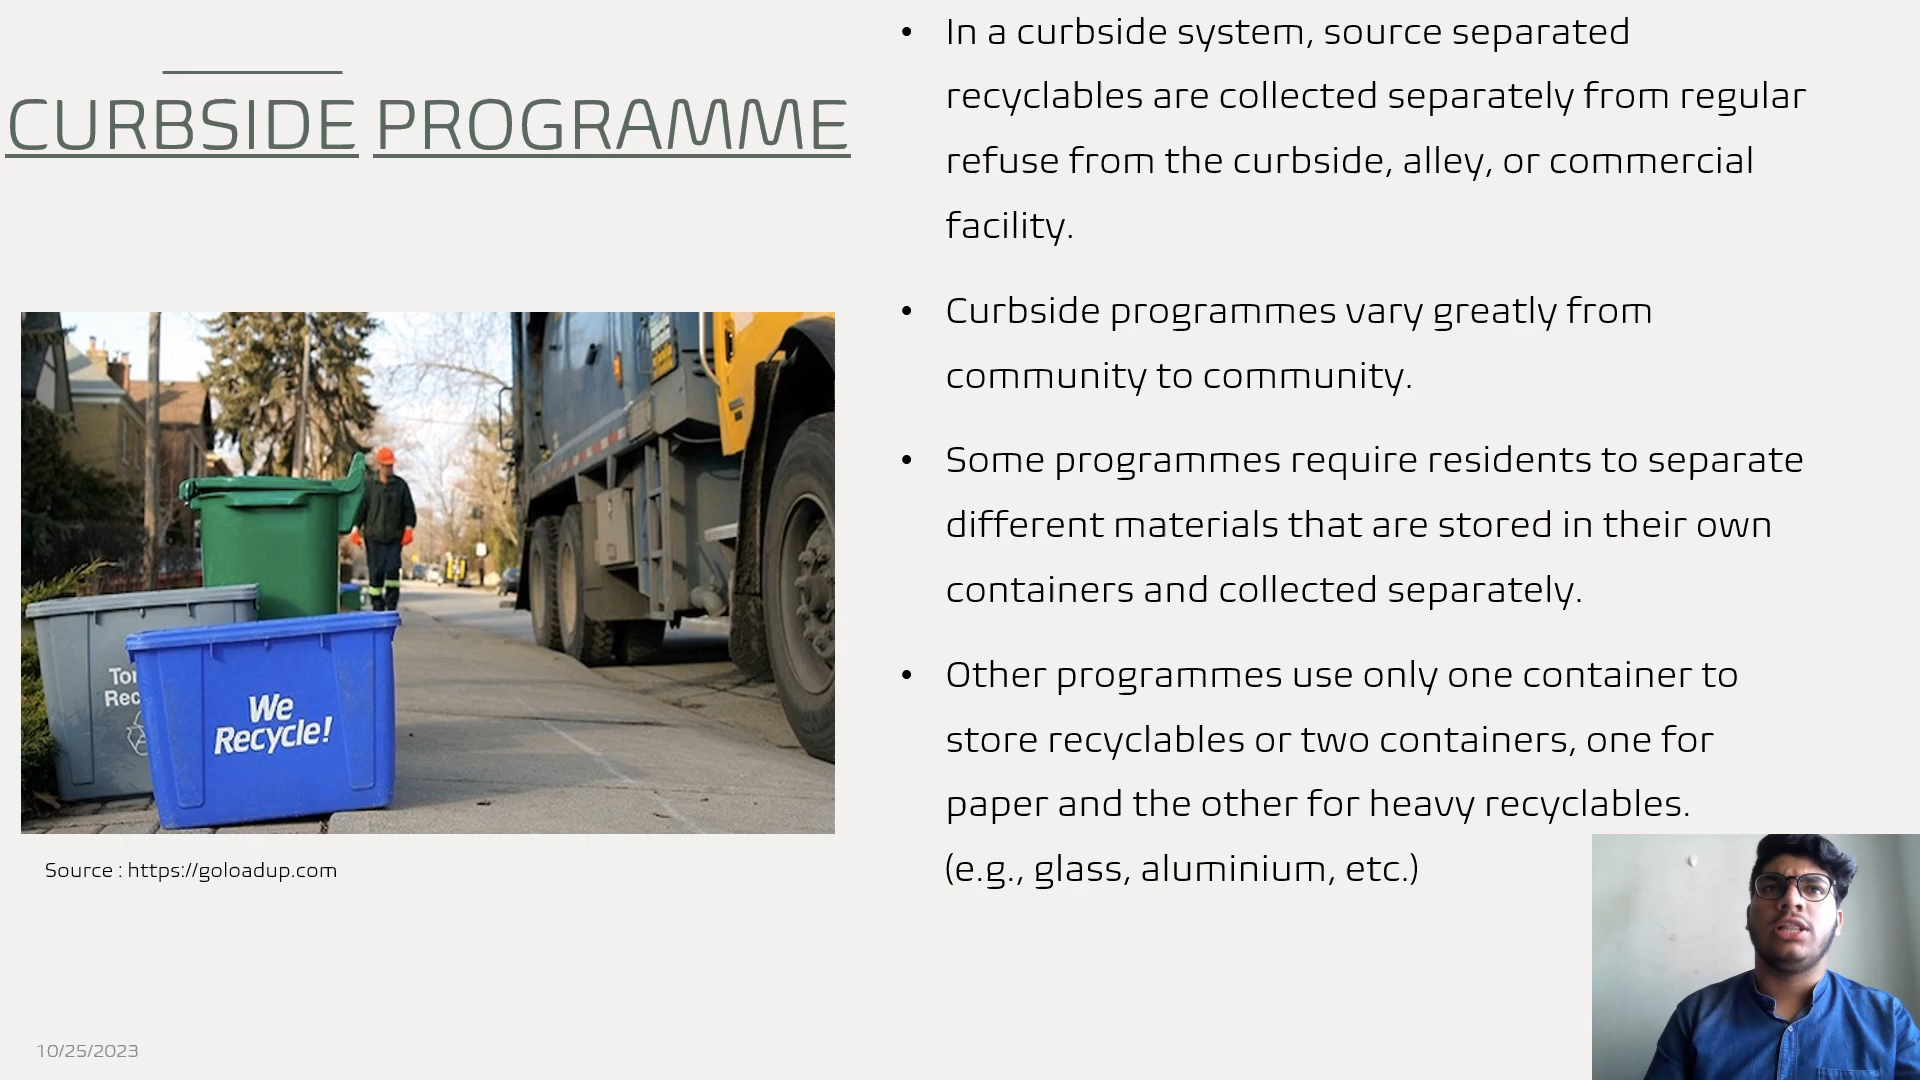 CURBSIDE PROGRAMME
• In a curbside system, source separated
recyclables are collected separately from regular
refuse from the curbside, alley, or commercial
facility.
• Curbside programmes vary greatly from
community to community.
• Some programmes require residents to separate
different materials that are stored in their own
containers and collected separately.
• Other programmes use only one container to
store recyclables or two containers, one for
paper and the other for heavy recyclables.
(e.g., glass, aluminium, etc.)
We
Recycle!
Source : https://goloadup.com
10/25/2023